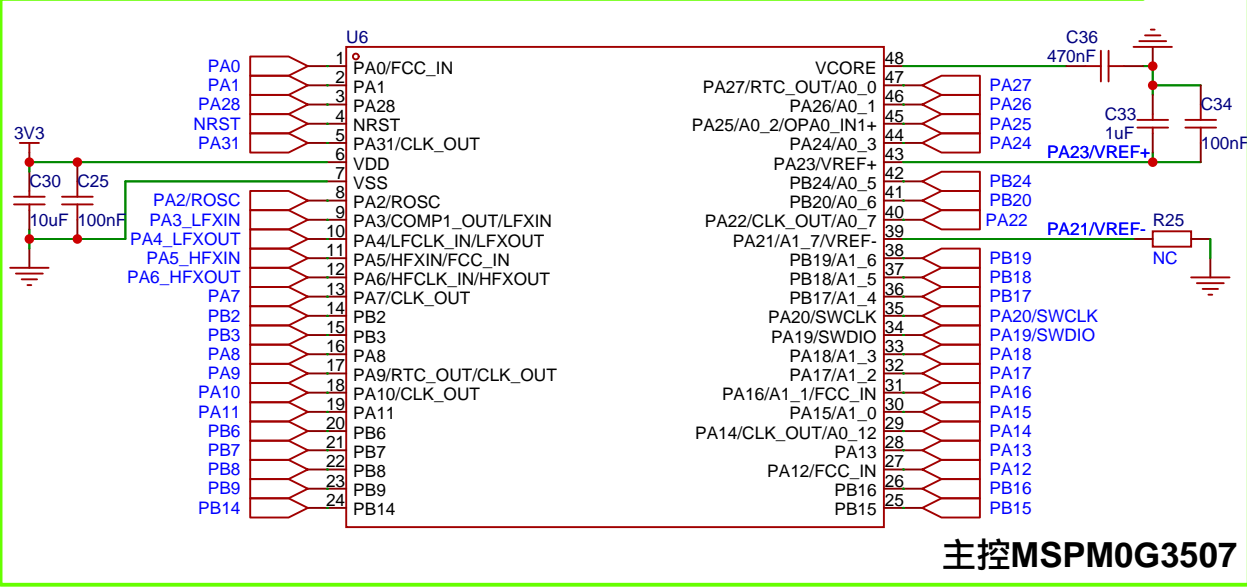 U6
PA0 1 PA0/FCC_IN
PA1 2 PA1
PA28 3 PA28
NRST 4 NRST
PA31 5 PA31/CLK_OUT
3V3
6 VDD
7 VSS
C30
10uF
C25
100nF
PA2/ROSC 8 PA2/ROSC
PA3_LFXIN 9 PA3/COMP1_OUT/LFXIN
PA4_LFXOUT 10 PA4/LFCLK_IN/LFXOUT
PA5_HFXIN 11 PA5/HFXIN/FCC_IN
PA6_HFXOUT 12 PA6/HFCLK_IN/HFXOUT
PA7 13 PA7/CLK_OUT
PB2 14 PB2
PB3 15 PB3
PA8 16 PA8
PA9 17 PA9/RTC_OUT/CLK_OUT
PA10 18 PA10/CLK_OUT
PA11 19 PA11
PB6 20 PB6
PB7 21 PB7
PB8 22 PB8
PB9 23 PB9
PB14 24 PB14
VCORE 48
C36
470nF
PA27/RTC_OUT/A0_0 47 PA27
PA26/A0_1 46 PA26
PA25/A0_2/OPA0_IN1+ 45 PA25
PA24/A0_3 44 PA24
C33
1uF
C34
100nF
PA23/VREF+ 43 PA23/VREF+
PB24/A0_5 42 PB24
PB20/A0_6 41 PB20
PA22/CLK_OUT/A0_7 40 PA22
PA21/A1_7/VREF- 39 PA21/VREF-
R25
NC
PB19/A1_6 38 PB19
PB18/A1_5 37 PB18
PB17/A1_4 36 PB17
PA20/SWCLK 35 PA20/SWCLK
PA19/SWDIO 34 PA19/SWDIO
PA18/A1_3 33 PA18
PA17/A1_2 32 PA17
PA16/A1_1/FCC_IN 31 PA16
PA15/A1_0 30 PA15
PA14/CLK_OUT/A0_12 29 PA14
PA13 28 PA13
PA12/FCC_IN 27 PA12
PB16 26 PB16
PB15 25 PB15
主控MSPM0G3507